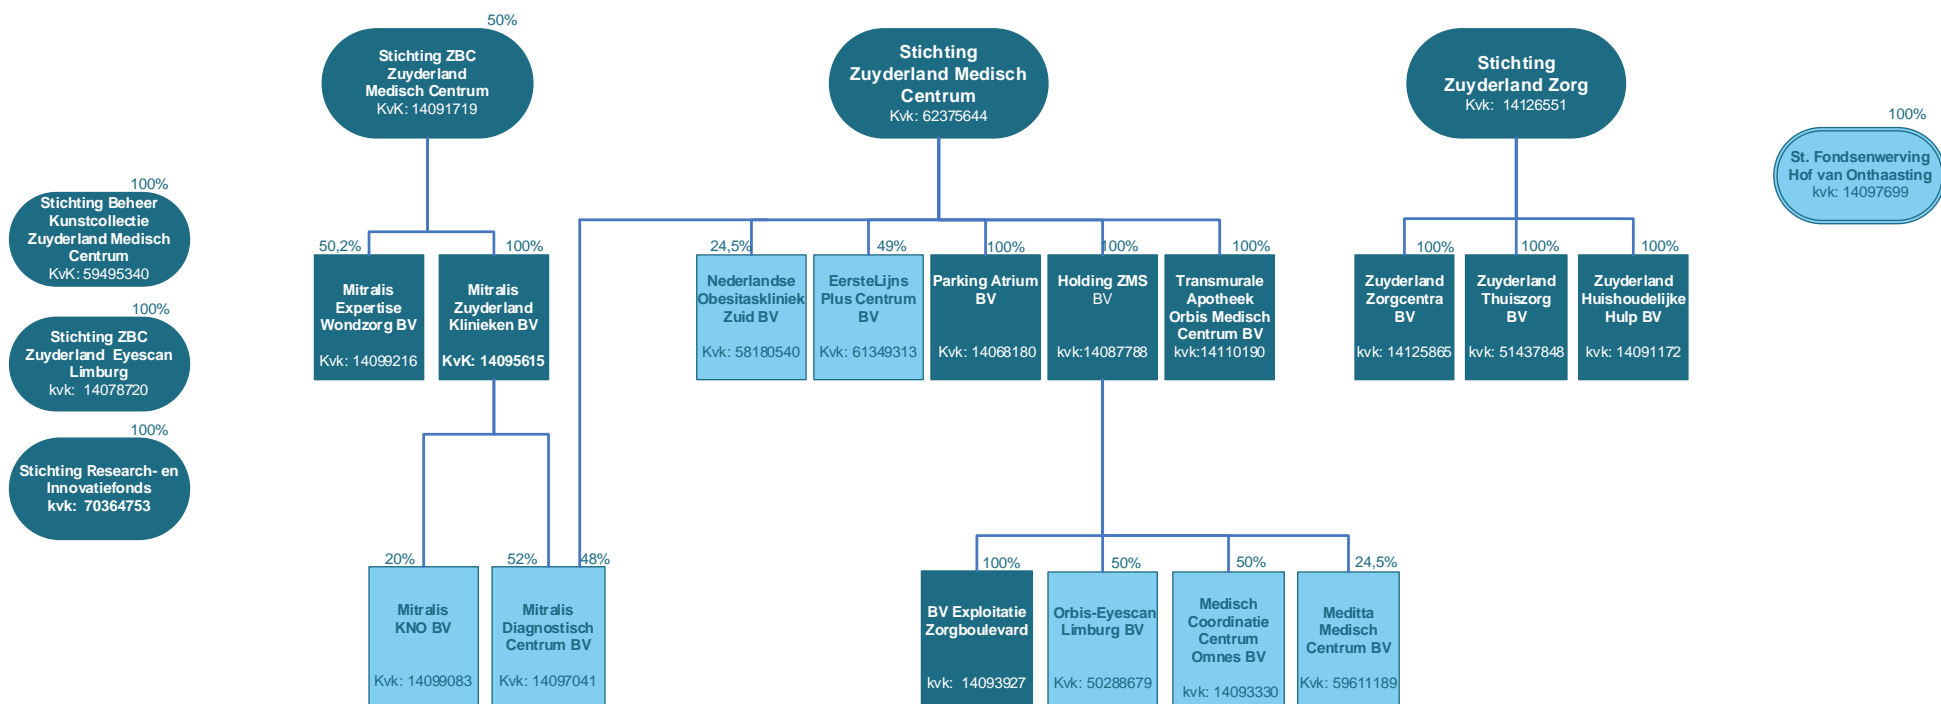 50%
Stichting ZBC
Zuyderland
Medisch Centrum
KvK: 14091719
Stichting
Zuyderland Medisch
Centrum
Kvk: 62375644
Stichting
Zuyderland Zorg
Kvk: 14126551
100%
St. Fondsenwerving
Hof van Onthaasting
kvk: 14097699
100%
Stichting Beheer
Kunstcollectie
Zuyderland Medisch
Centrum
KvK: 59495340
100%
Stichting ZBC
Zuyderland Eyescan
Limburg
kvk: 14078720
100%
Stichting Research- en
Innovatiefonds
kvk: 70364753
50,2%
Mitralis
Expertise
Wondzorg BV
Kvk: 14099216
100%
Mitralis
Zuyderland
Klinieken BV
KvK: 14095615
24,5%
Nederlandse
Obesitaskliniek
Zuid BV
Kvk: 58180540
49%
EersteLijns
Plus Centrum
BV
Kvk: 61349313
100%
Parking Atrium
BV
Kvk: 14068180
100%
Holding ZMS
BV
kvk:14087788
100%
Transmurale
Apotheek
Orbis Medisch
Centrum BV
kvk:14110190
100%
Zuyderland
Zorgcentra
BV
kvk: 14125865
100%
Zuyderland
Thuiszorg
BV
kvk: 51437848
100%
Zuyderland
Huishoudelijke
Hulp BV
kvk: 14091172
20%
Mitralis
KNO BV
Kvk: 14099083
52%
48%
Mitralis
Diagnostisch
Centrum BV
Kvk: 14097041
100%
BV Exploitatie
Zorgboulevard
kvk: 14093927
50%
Orbis-Eyescan
Limburg BV
Kvk: 50288679
50%
Medisch
Coordinatie
Centrum
Omnes BV
kvk: 14093330
24,5%
Meditta
Medisch
Centrum BV
Kvk: 59611189